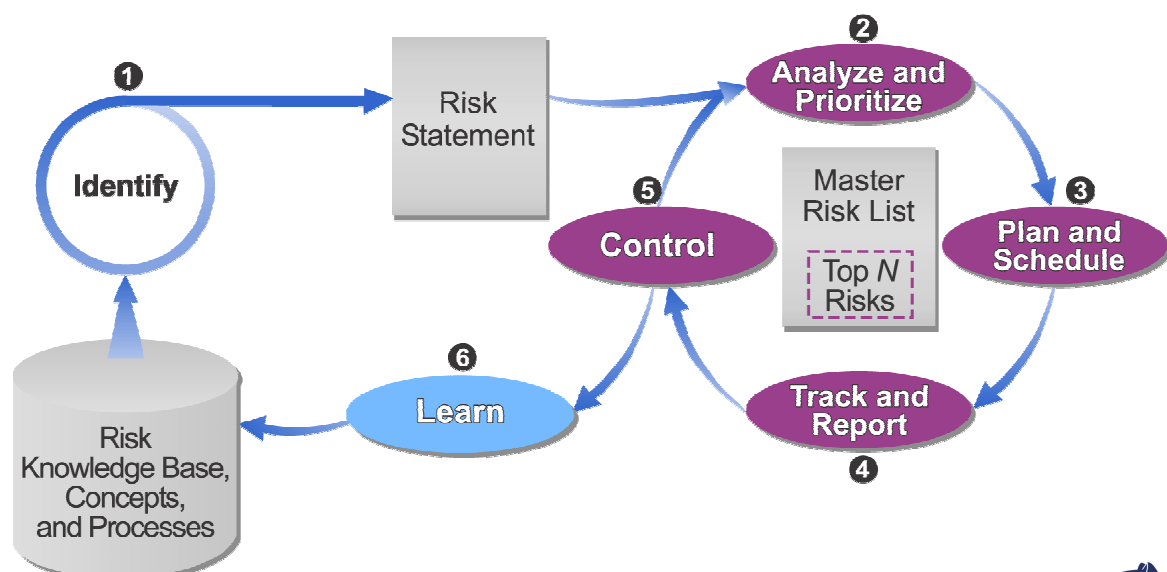 1
Identify
Risk
Statement
2
Analyze and
Prioritize
3
Plan and
Schedule
Master
Risk List
Top N
Risks
4
Track and
Report
5
Control
6
Learn
Risk
Knowledge Base,
Concepts,
and Processes